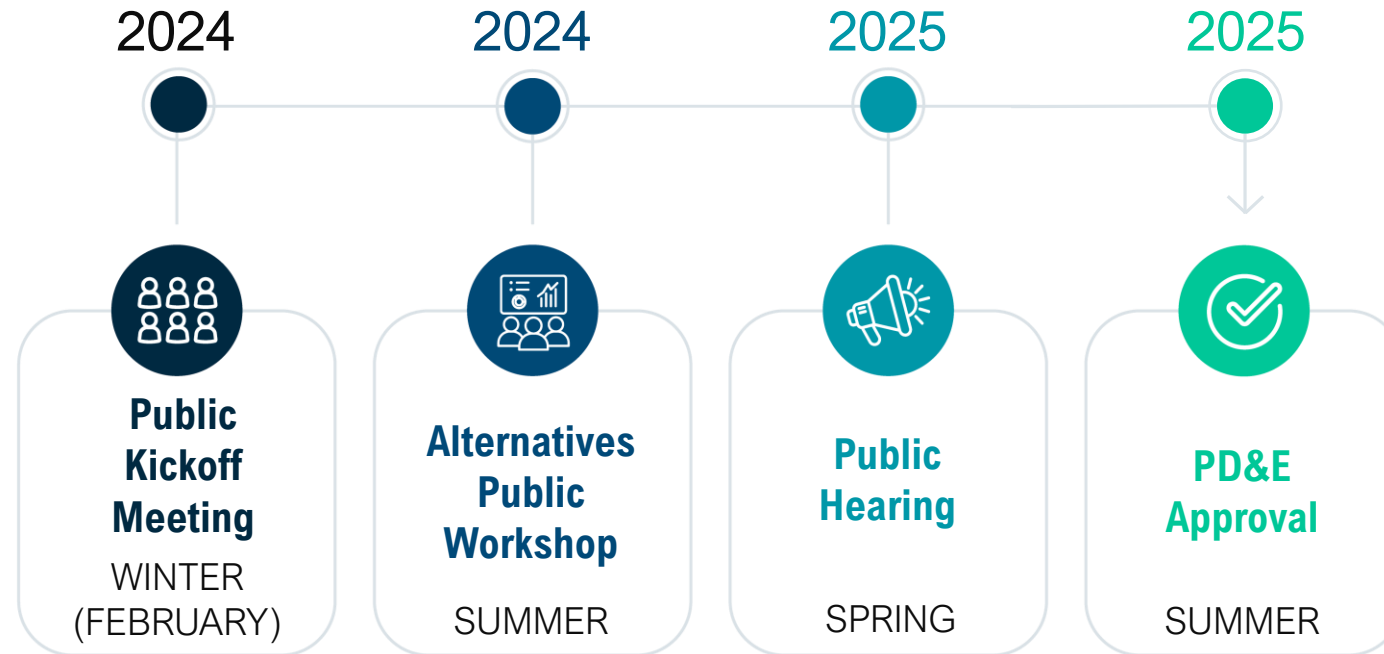 2024
2024
2025
2025
Public
Kickoff
Meeting
WINTER
(FEBRUARY)
Alternatives
Public
Workshop
SUMMER
Public
Hearing
SPRING
PD&E
Approval
SUMMER